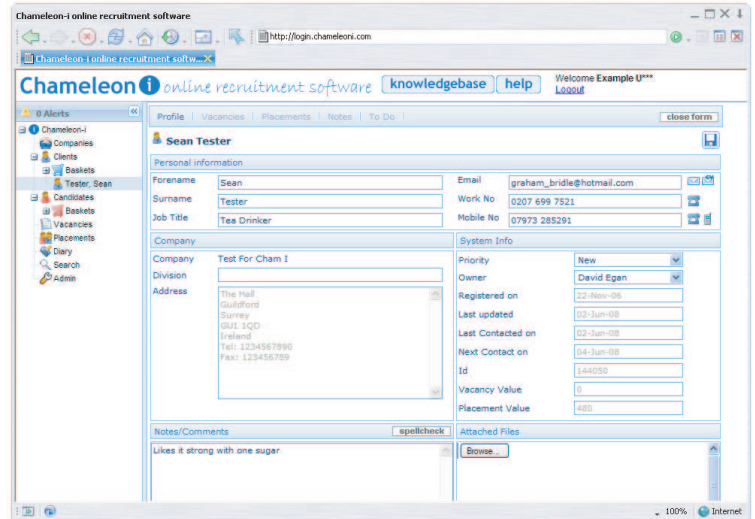 Chameleon-i online recruitment software
http://login.chameleoni.com
Chameleon-i online recruitment softw...
Chameleon i online recruitment software knowledgebase help Welcome Example U***
Logout
0 Alerts
Chameleon-i
Companies
Clients
Baskets
Tester, Sean
Candidates
Baskets
Vacancies
Placements
Diary
Search
Admin
Profile | Vacancies | Placements | Notes | To Do | close form
Sean Tester
Personal information
Forename Sean
Surname Tester
Job Title Tea Drinker
Email graham_bridle@hotmail.com
Work No 0207 699 7521
Mobile No 07973 285291
Company
Company Test For Cham I
Division
Address The Hall
Guildford
Surrey
GU1 1QD
Ireland
Tel: 1234567890
Fax: 123456789
System Info
Priority New
Owner David Egan
Registered on 22-Nov-06
Last updated 02-Jun-08
Last Contacted on 02-Jun-08
Next Contact on 04-Jun-08
Id 144050
Vacancy Value 0
Placement Value 480
Notes/Comments spellcheck
Likes it strong with one sugar
Attached Files
Browse...
100% Internet